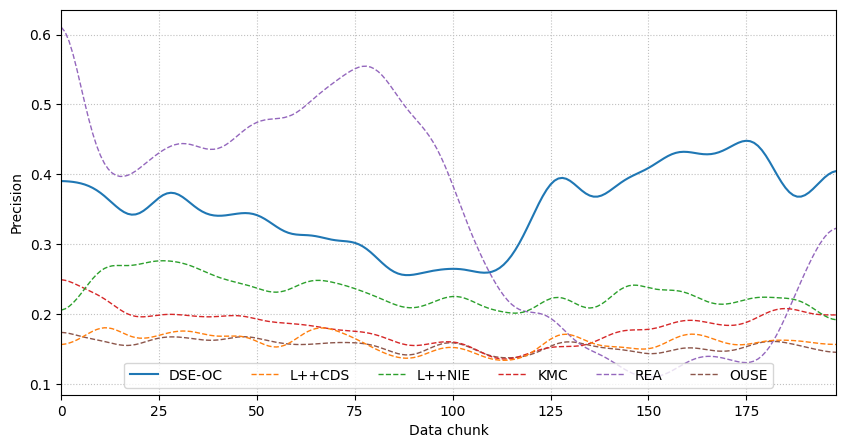 0.6
0.5
0.4
0.3
0.2
0.1
Precision
DSE-OC L++CDS L++NIE KMC REA OUSE
0 25 50 75 100 125 150 175
Data chunk